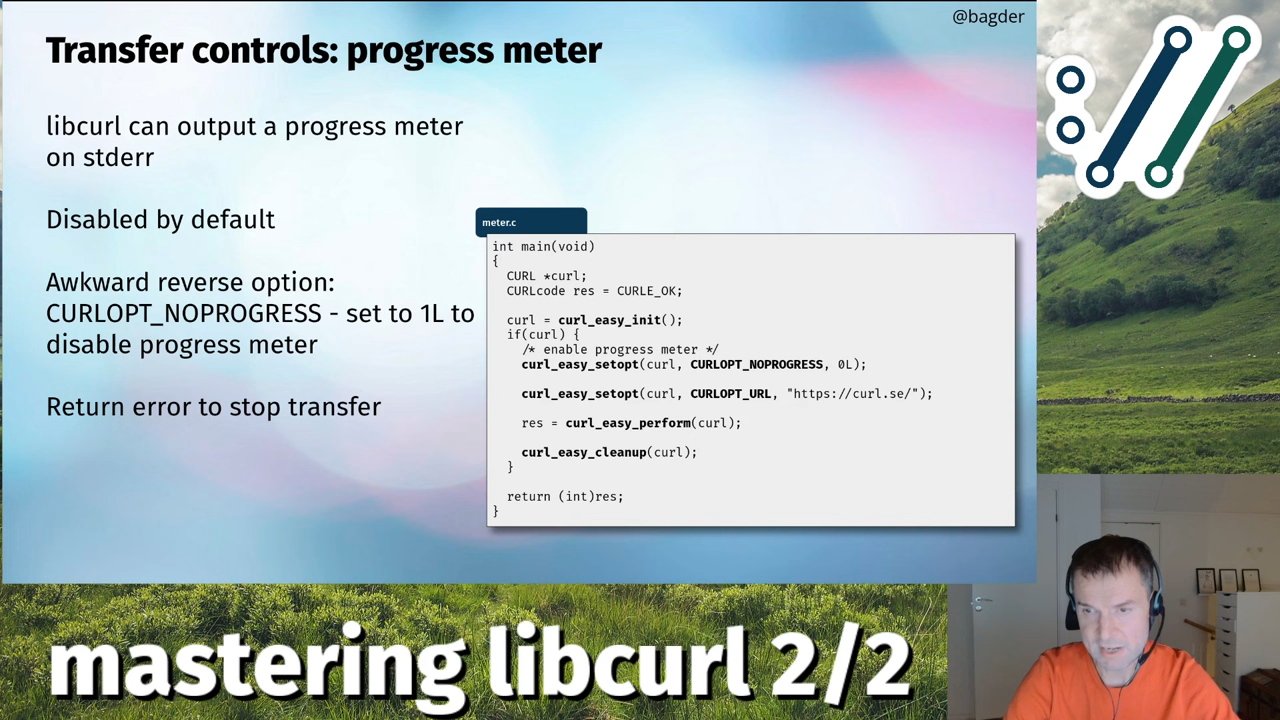 @bagder
Transfer controls: progress meter
libcurl can output a progress meter
on stderr
Disabled by default
Awkward reverse option:
CURLOPT_NOPROGRESS - set to 1L to
disable progress meter
Return error to stop transfer
meter.c
int main(void)
{
  CURL *curl;
  CURLcode res = CURLE_OK;
  curl = curl_easy_init();
  if(curl) {
    /* enable progress meter */
    curl_easy_setopt(curl, CURLOPT_NOPROGRESS, 0L);
    curl_easy_setopt(curl, CURLOPT_URL, "https://curl.se/");
    res = curl_easy_perform(curl);
    curl_easy_cleanup(curl);
  }
  return (int)res;
}
mastering libcurl 2/2